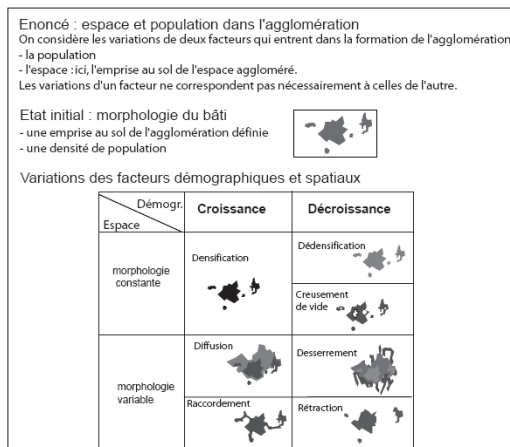 Enoncé : espace et population dans l'agglomération
On considère les variations de deux facteurs qui entrent dans la formation de l'agglomération
- la population
- l'espace : ici, l'emprise au sol de l'espace aggloméré.
Les variations d'un facteur ne correspondent pas nécessairement à celles de l'autre.
Etat initial : morphologie du bâti
- une emprise au sol de l'agglomération définie
- une densité de population
Variations des facteurs démographiques et spatiaux
Démogr.
Espace
Croissance
Décroissance
morphologie
constante
Densification
Dédensification
Creusement
de vide
morphologie
variable
Diffusion
Desserrement
Raccordement
Rétraction